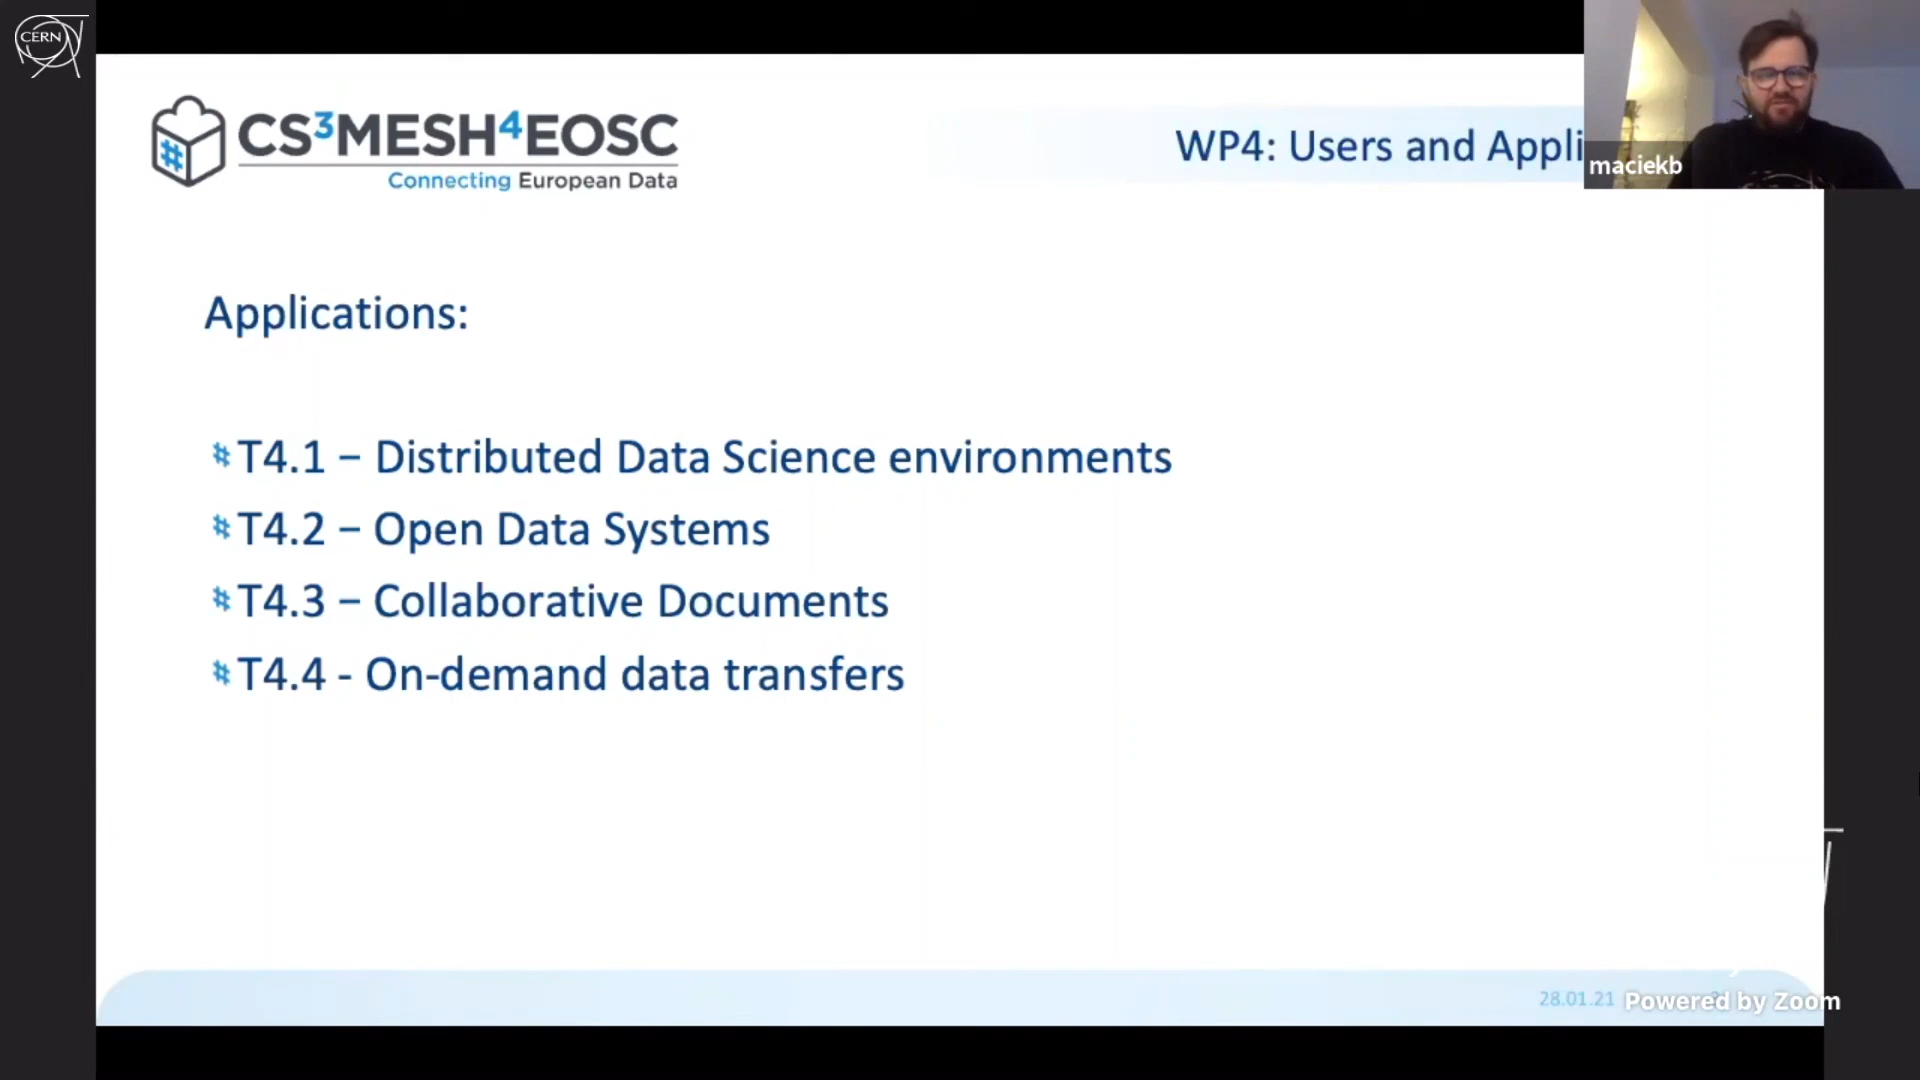 CERN
CS3MESH4EOSC
Connecting European Data
WP4: Users and Appli
maciekb
Applications:
# T4.1 – Distributed Data Science environments
# T4.2 – Open Data Systems
# T4.3 – Collaborative Documents
# T4.4 - On-demand data transfers
28.01.21
Powered by Zoom